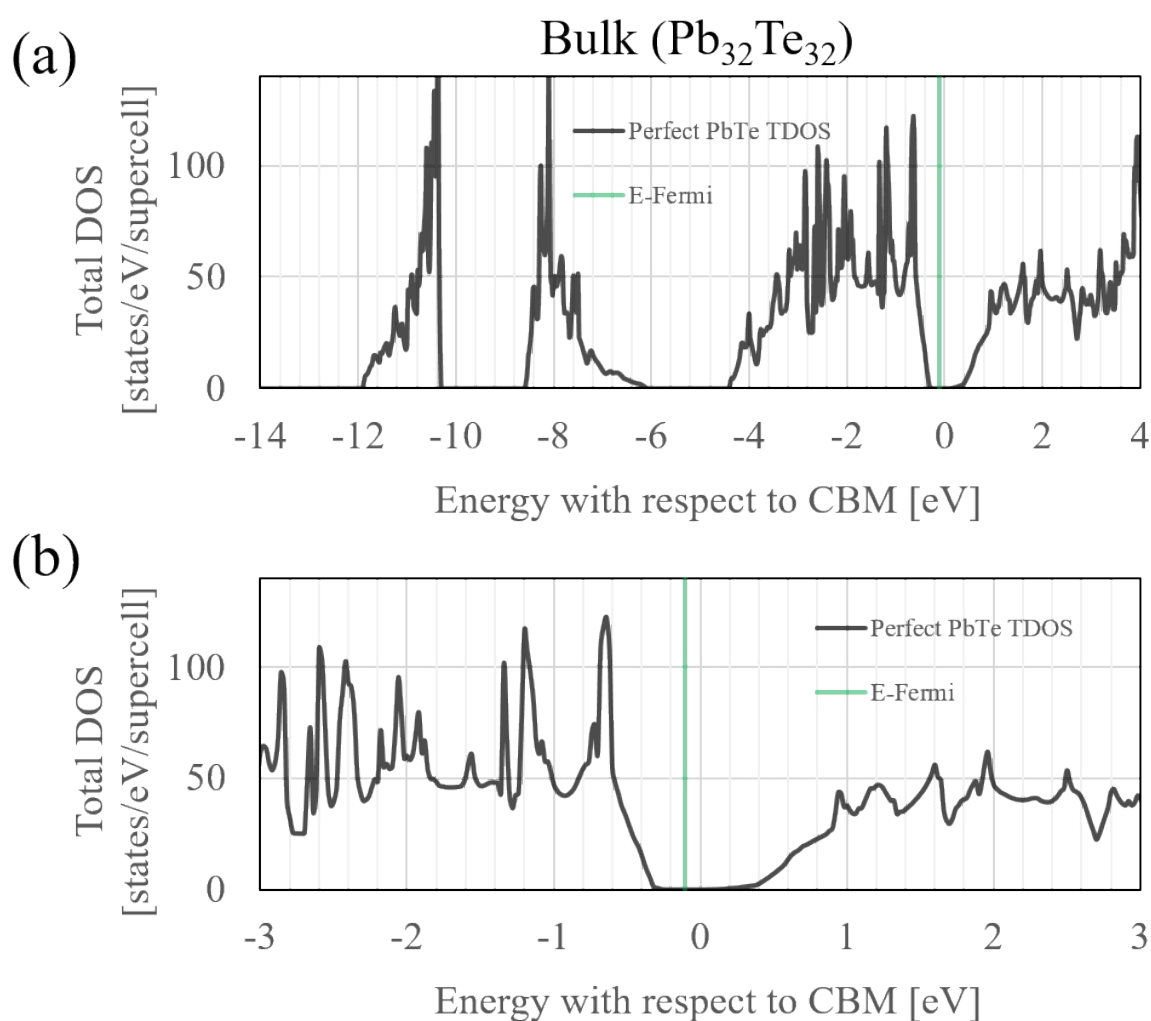 (a)
Bulk (Pb₃₂Te₃₂)
Total DOS
[states/eV/supercell]
100
50
0
Perfect PbTe TDOS
E-Fermi
-14 -12 -10 -8 -6 -4 -2 0 2 4
Energy with respect to CBM [eV]
(b)
Total DOS
[states/eV/supercell]
100
50
0
Perfect PbTe TDOS
E-Fermi
-3 -2 -1 0 1 2 3
Energy with respect to CBM [eV]